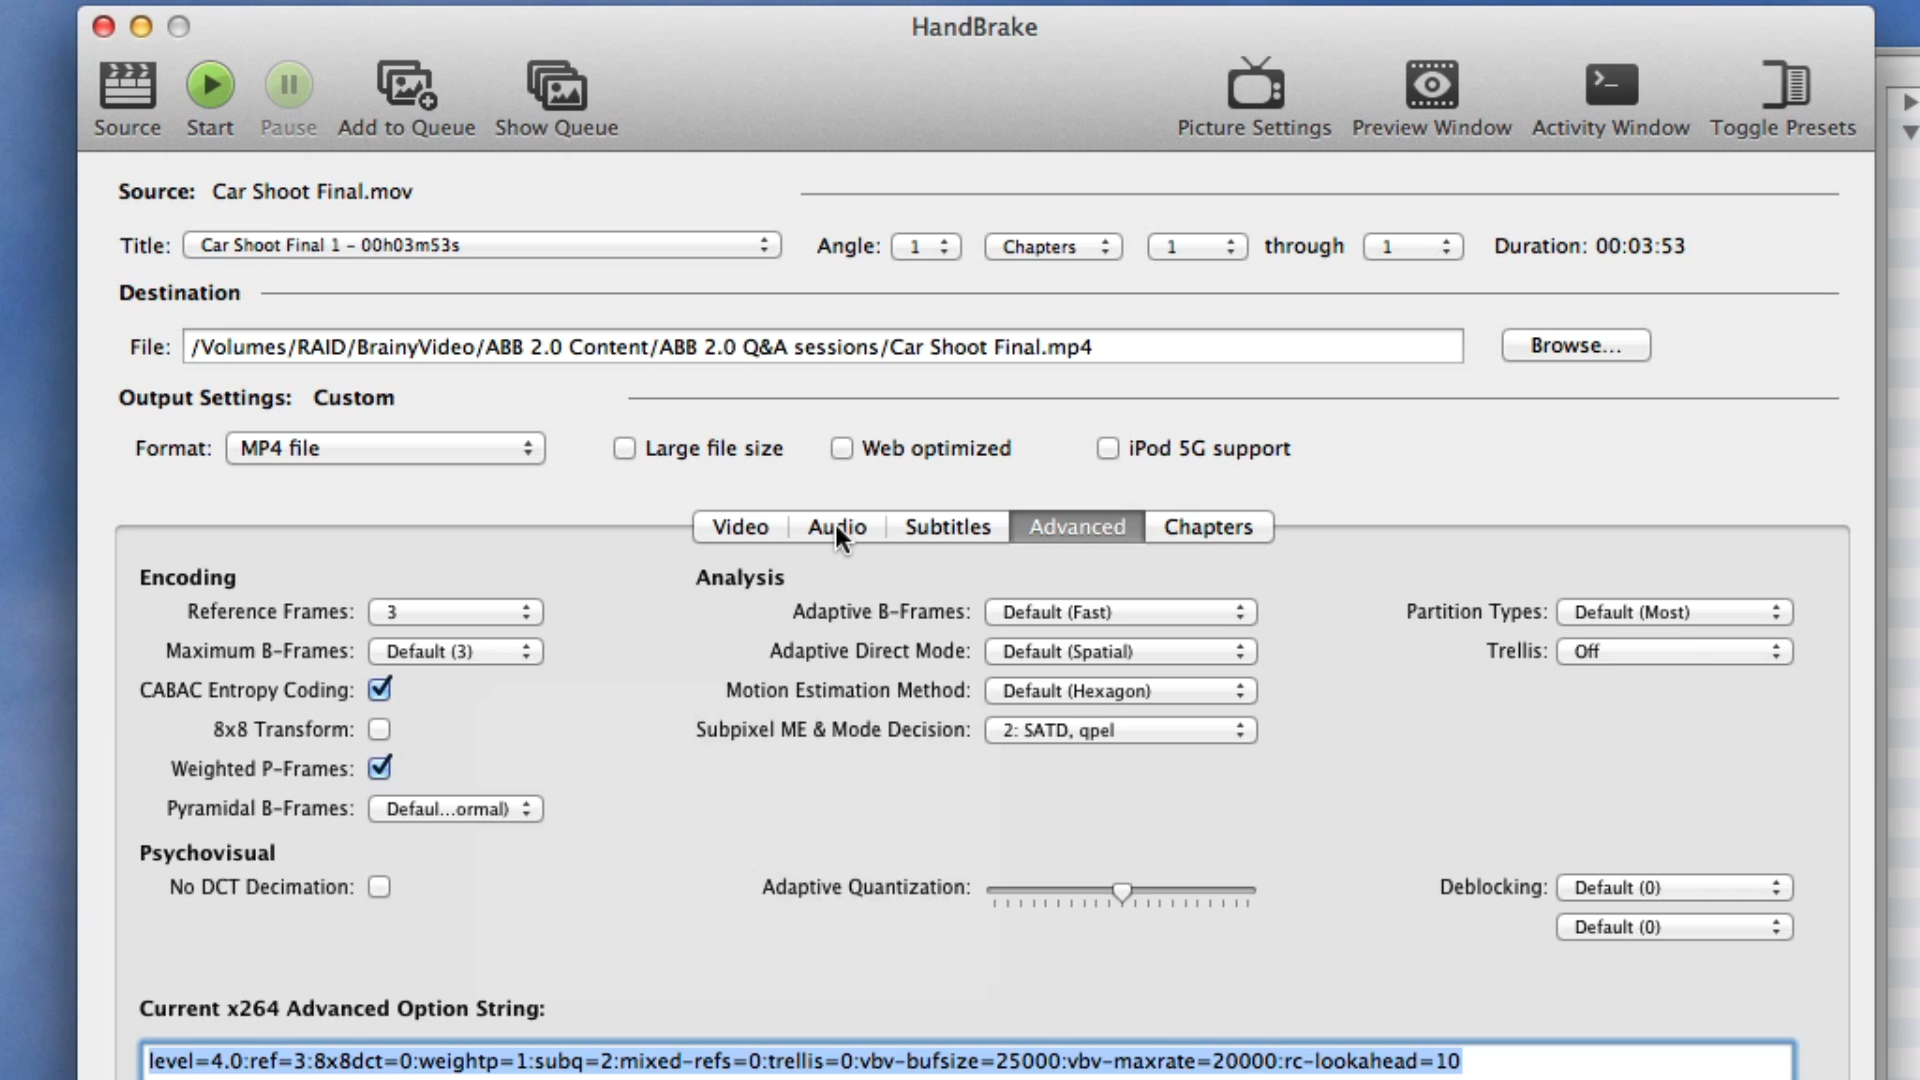 HandBrake
Source Start Pause Add to Queue Show Queue Picture Settings Preview Window Activity Window Toggle Presets
Source: Car Shoot Final.mov
Title: Car Shoot Final 1 - 00h03m53s Angle: 1 Chapters 1 through 1 Duration: 00:03:53
Destination
File: /Volumes/RAID/BrainyVideo/ABB 2.0 Content/ABB 2.0 Q&A sessions/Car Shoot Final.mp4 Browse...
Output Settings: Custom
Format: MP4 file Large file size Web optimized iPod 5G support
Video Audio Subtitles Advanced Chapters
Encoding Analysis
Reference Frames: 3 Adaptive B-Frames: Default (Fast) Partition Types: Default (Most)
Maximum B-Frames: Default (3) Adaptive Direct Mode: Default (Spatial) Trellis: Off
CABAC Entropy Coding: Motion Estimation Method: Default (Hexagon)
8x8 Transform: Subpixel ME & Mode Decision: 2: SATD, qpel
Weighted P-Frames:
Pyramidal B-Frames: Defaul...ormal)
Psychovisual
No DCT Decimation: Adaptive Quantization: Deblocking: Default (0)
Default (0)
Current x264 Advanced Option String:
level=4.0:ref=3:8x8dct=0:weightp=1:subq=2:mixed-refs=0:trellis=0:vbv-bufsize=25000:vbv-maxrate=20000:rc-lookahead=10